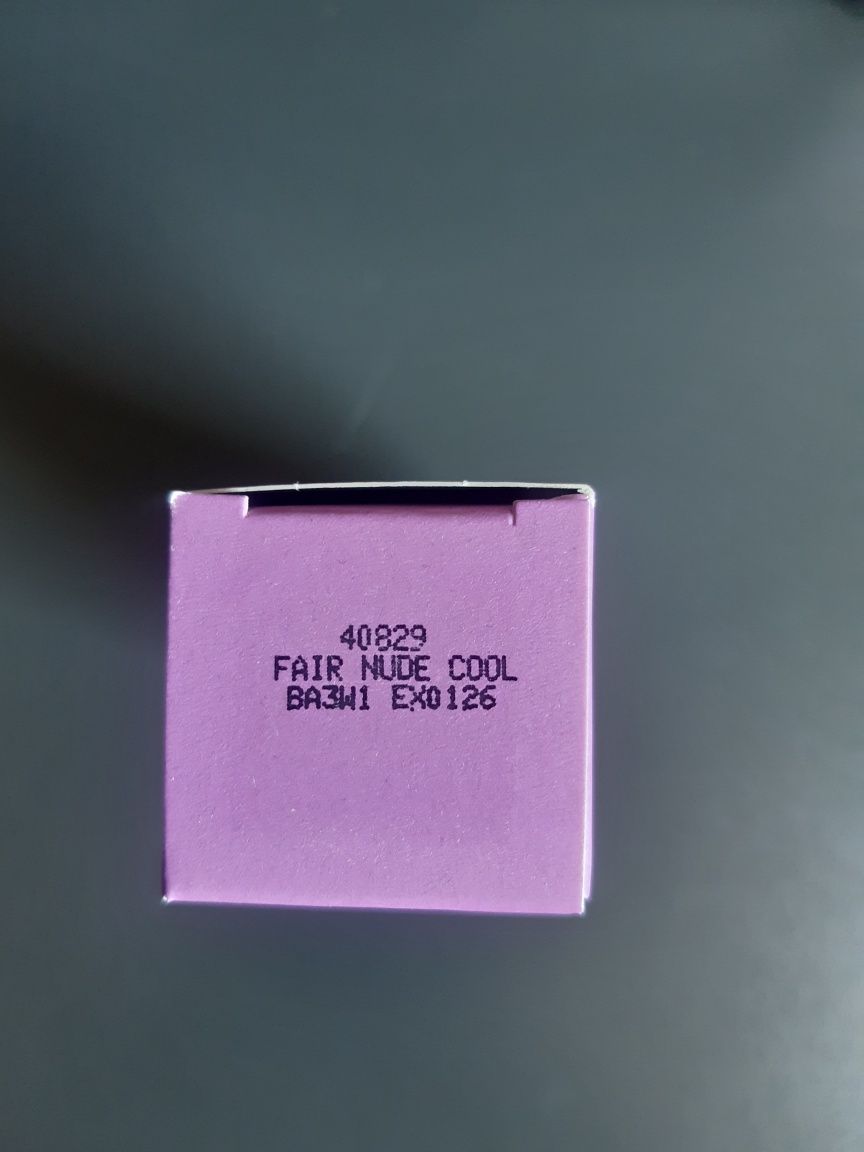 40829
FAIR NUDE COOL
BA3W1 EX0126